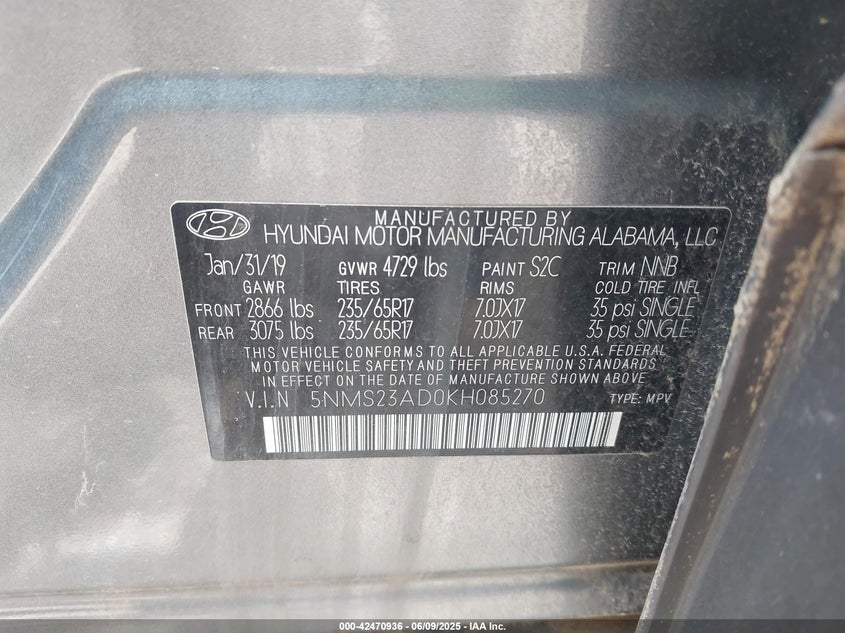 MANUFACTURED BY
HYUNDAI MOTOR MANUFACTURING ALABAMA, LLC
Jan/31/19 GVWR 4729 lbs PAINT S2C TRIM NNB
GAWR TIRES RIMS COLD TIRE INFL
FRONT 2866 lbs 235/65R17 7.0JX17 35 psi SINGLE
REAR 3075 lbs 235/65R17 7.0JX17 35 psi SINGLE
THIS VEHICLE CONFORMS TO ALL APPLICABLE U.S.A. FEDERAL
MOTOR VEHICLE SAFETY AND THEFT PREVENTION STANDARDS
IN EFFECT ON THE DATE OF MANUFACTURE SHOWN ABOVE
V.I.N 5NMS23AD0KH085270 TYPE: MPV
000-42470936 - 06/09/2025 - IAA Inc.